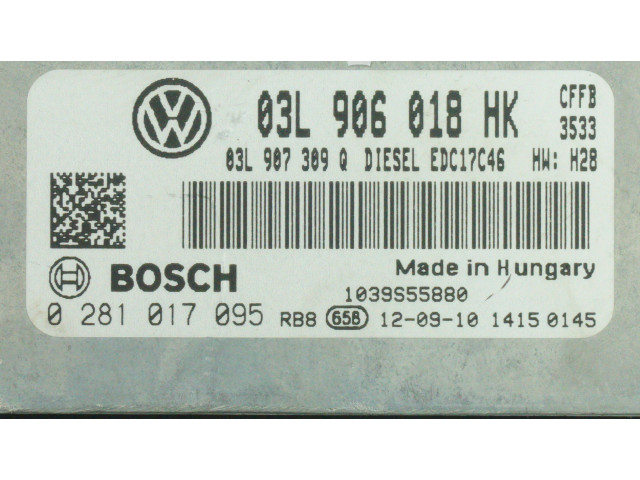 03L 906 018 HK CFFB
3533
03L 907 309 Q DIESEL EDC17C46 HW: H28
BOSCH
Made in Hungary
1039S55880
0 281 017 095 RB8 658 12-09-10 1415 0145